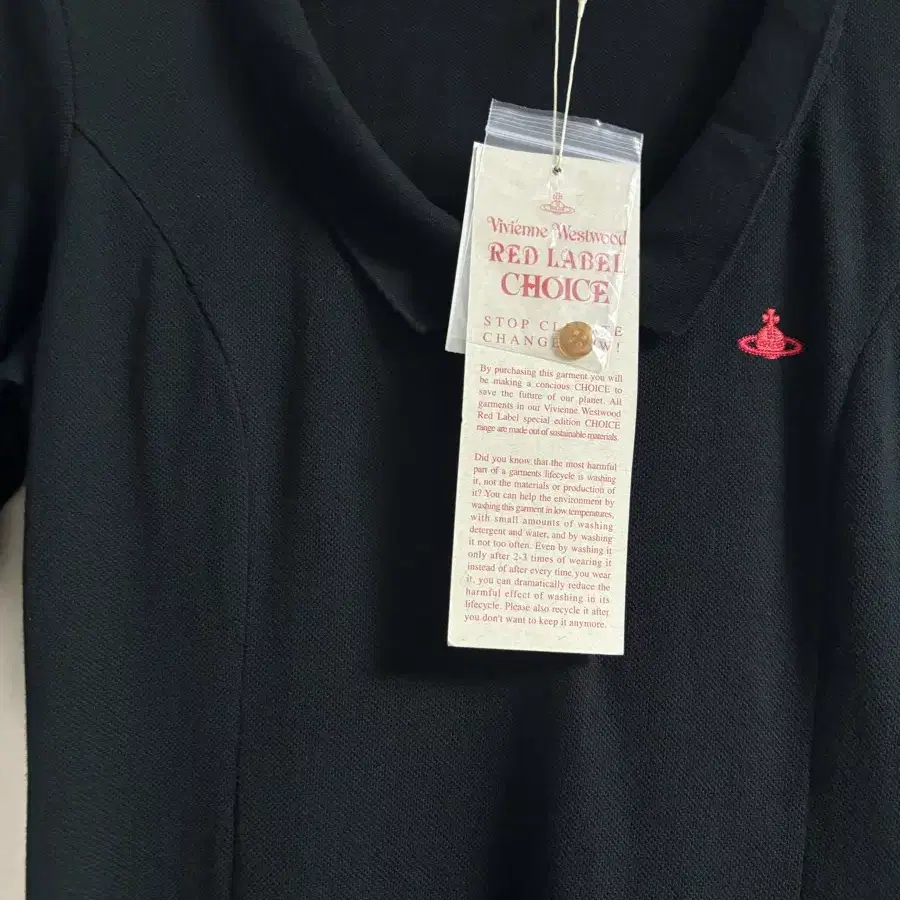 Vivienne Westwood
RED LABEL
CHOICE
STOP CL TE
CHANGE W!
By purchasing this garment you will
be making a concious CHOICE to
save the future of our planet. All
garments in our Vivienne Westwood
Red Label special edition CHOICE
range are made out of sustainable materials.
Did you know that the most harmful
part of a garments lifecycle is washing
it, not the materials or production of
it? You can help the environment by
washing this garment in low temperatures,
with small amounts of washing
detergent and water, and by washing
it not too often. Even by washing it
only after 2-3 times of wearing it
instead of after every time you wear
it, you can dramatically reduce the
harmful effect of washing in its
lifecycle. Please also recycle it after
you don't want to keep it anymore.